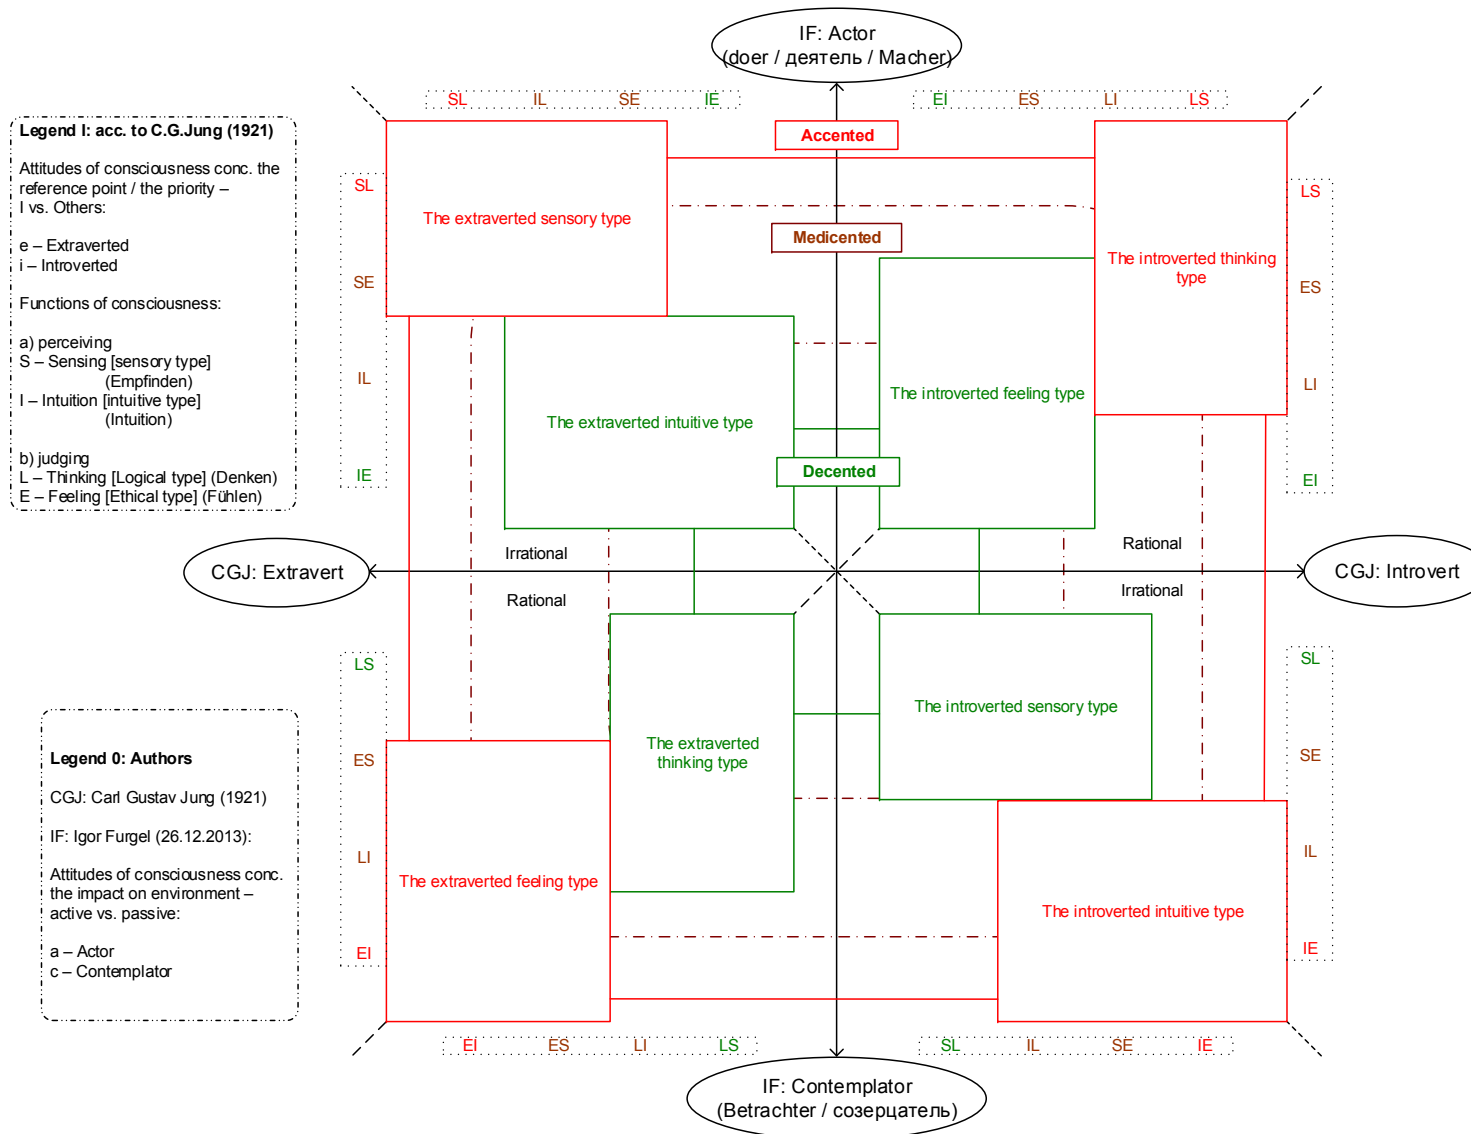 IF: Actor
(doer / деятель / Macher)
SL IL SE IE
EI ES LI LS
Legend I: acc. to C.G.Jung (1921)
Attitudes of consciousness conc. the
reference point / the priority –
I vs. Others:
e – Extraverted
i – Introverted
Functions of consciousness:
a) perceiving
S – Sensing [sensory type]
(Empfinden)
I – Intuition [intuitive type]
(Intuition)
b) judging
L – Thinking [Logical type] (Denken)
E – Feeling [Ethical type] (Fühlen)
SL
SE
IL
IE
Accented
Medicented
Decented
The extraverted sensory type
The introverted thinking
type
The extraverted intuitive type
The introverted feeling type
LS
ES
LI
EI
Irrational
Rational
CGJ: Extravert
CGJ: Introvert
Rational
Irrational
LS
ES
LI
EI
The extraverted
thinking type
The introverted sensory type
The extraverted feeling type
The introverted intuitive type
SL
SE
IL
IE
Legend 0: Authors
CGJ: Carl Gustav Jung (1921)
IF: Igor Furgel (26.12.2013):
Attitudes of consciousness conc.
the impact on environment –
active vs. passive:
a – Actor
c – Contemplator
EI ES LI LS
SL IL SE IE
IF: Contemplator
(Betrachter / созерцатель)